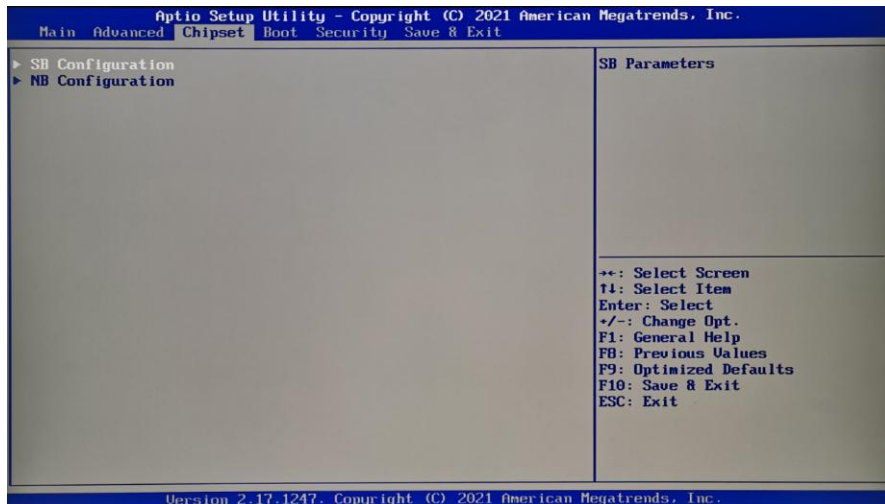 Aptio Setup Utility - Copyright (C) 2021 American Megatrends, Inc.
Main Advanced Chipset Boot Security Save & Exit
▶ SB Configuration
▶ NB Configuration
SB Parameters
→←: Select Screen
↑↓: Select Item
Enter: Select
+/-: Change Opt.
F1: General Help
F8: Previous Values
F9: Optimized Defaults
F10: Save & Exit
ESC: Exit
Version 2.17.1247. Copyright (C) 2021 American Megatrends, Inc.